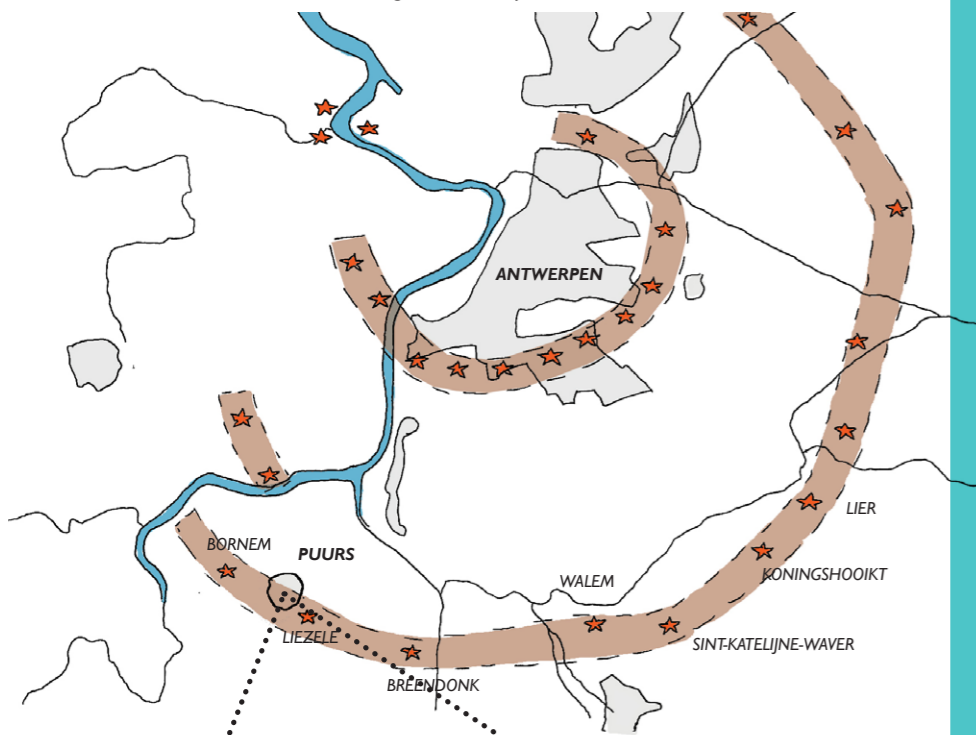 ANTWERPEN
LIER
BORNEM
PUURS
WALEM
KONINGSHOOIKT
LIEZELE
SINT-KATELIJNE-WAVER
BREENDONK